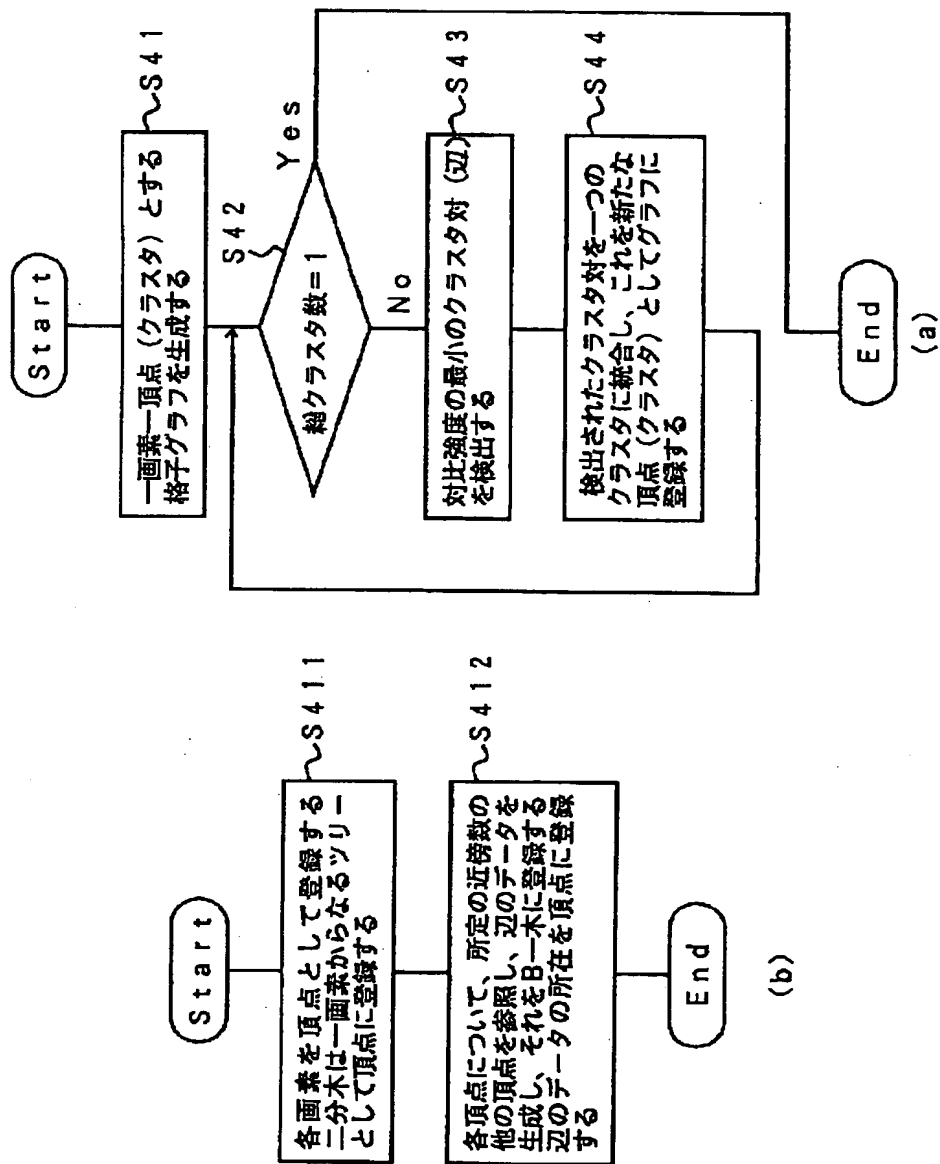 Start
一画素一頂点（クラスタ）とする
格子グラフを生成する
S41
S42
総クラスタ数=1
Yes
No
対比強度の最小のクラスタ対（辺）
を検出する
S43
検出されたクラスタ対を一つの
クラスタに統合し、これを新たな
頂点（クラスタ）としてグラフに
登録する
S44
End
(a)
Start
各画素を頂点として登録する
二分木は一画素からなるツリー
として頂点に登録する
S411
各頂点について、所定の近傍数の
他の頂点を参照し、辺のデータを
生成し、それをB－木に登録する
辺のデータの所在を頂点に登録
する
S412
End
(b)